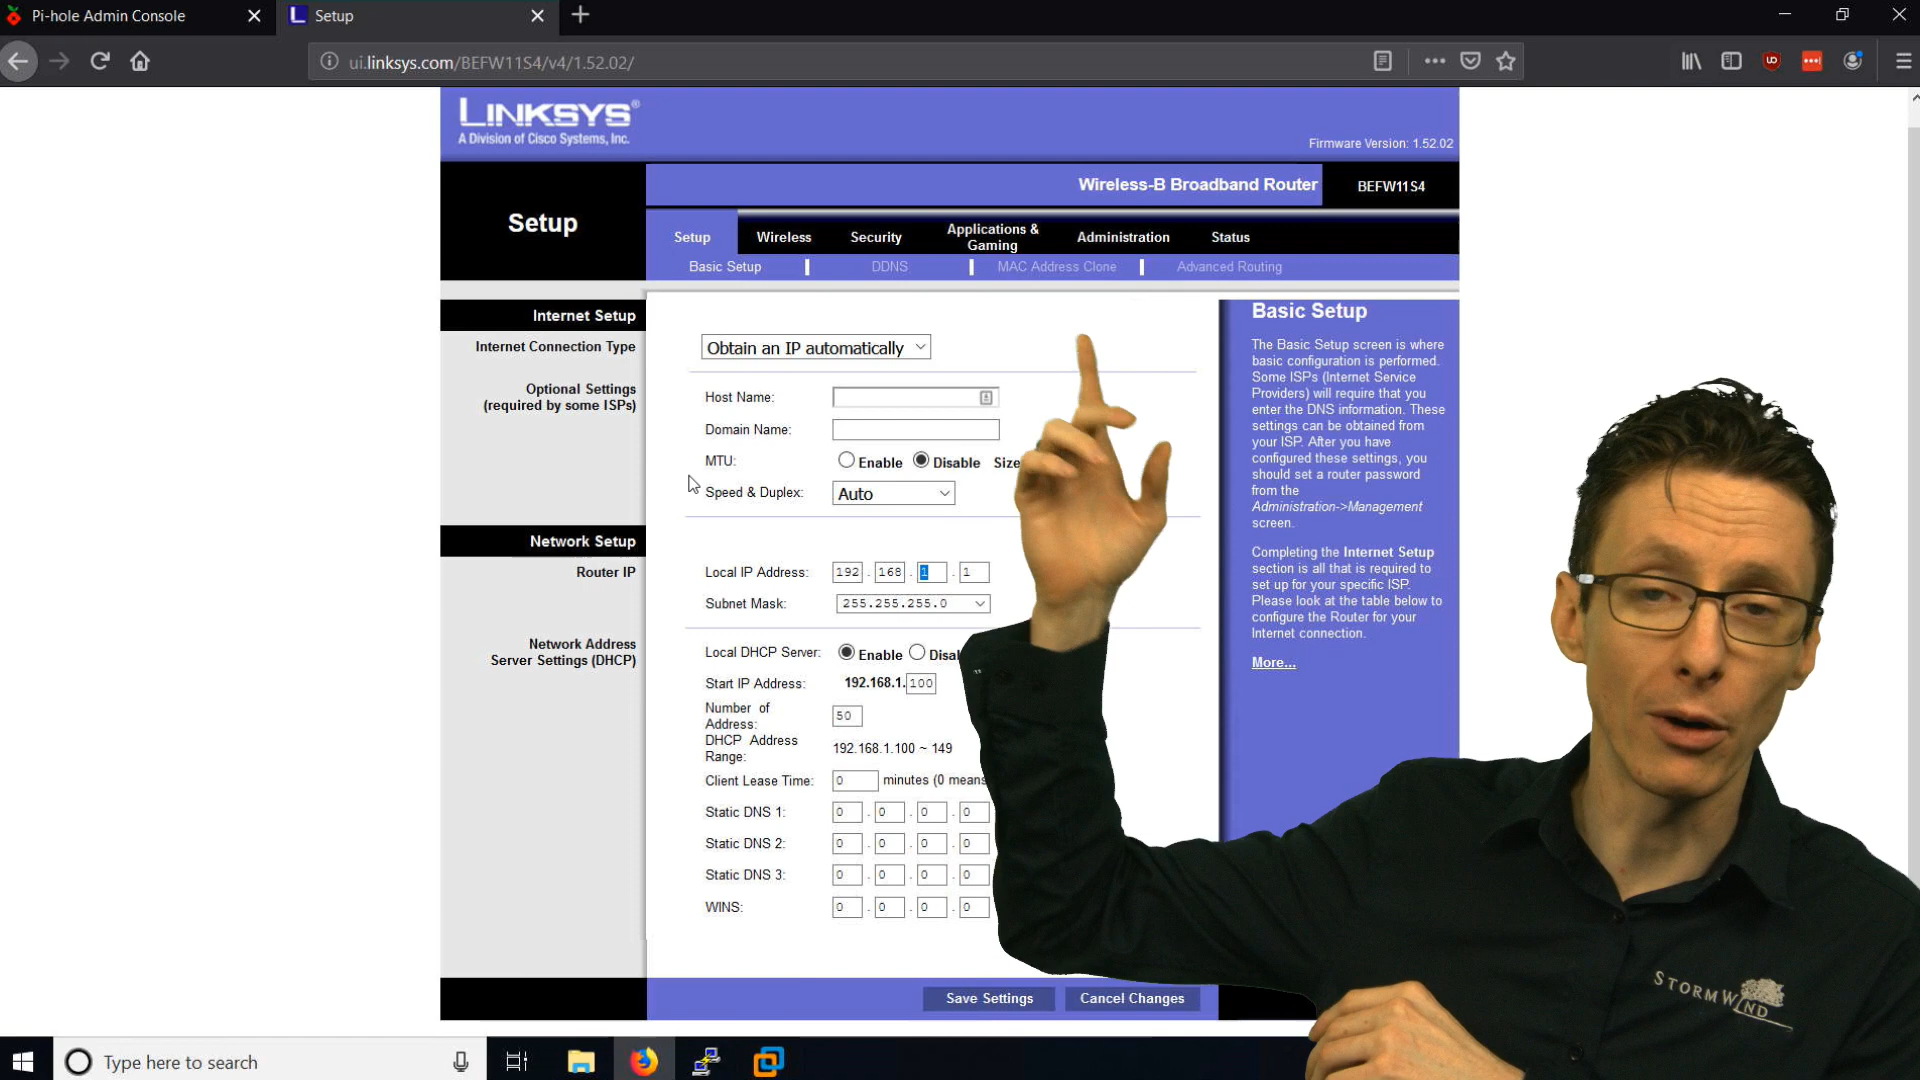 Pi-hole Admin Console
Setup
ui.linksys.com/BEFW11S4/v4/1.52.02/
LINKSYS®
A Division of Cisco Systems, Inc.
Firmware Version: 1.52.02
Wireless-B Broadband Router
BEFW11S4
Setup
Setup
Wireless
Security
Applications & Gaming
Administration
Status
Basic Setup
DDNS
MAC Address Clone
Advanced Routing
Internet Setup
Internet Connection Type
Obtain an IP automatically
Optional Settings
(required by some ISPs)
Host Name:
Domain Name:
MTU:
Enable
Disable
Size
Speed & Duplex:
Auto
Network Setup
Router IP
Local IP Address:
192 . 168 . 1 . 1
Subnet Mask:
255.255.255.0
Network Address
Server Settings (DHCP)
Local DHCP Server:
Enable
Disal
Start IP Address:
192.168.1. 100
Number of
Address:
50
DHCP Address
Range:
192.168.1.100 ~ 149
Client Lease Time:
0
minutes (0 means
Static DNS 1:
0 . 0 . 0 . 0
Static DNS 2:
0 . 0 . 0 . 0
Static DNS 3:
0 . 0 . 0 . 0
WINS:
0 . 0 . 0 . 0
Basic Setup
The Basic Setup screen is where
basic configuration is performed.
Some ISPs (Internet Service
Providers) will require that you
enter the DNS information. These
settings can be obtained from
your ISP. After you have
configured these settings, you
should set a router password
from the
Administration->Management
screen.
Completing the Internet Setup
section is all that is required to
set up for your specific ISP.
Please look at the table below to
configure the Router for your
Internet connection.
More...
Save Settings
Cancel Changes
STORMWIND
Type here to search